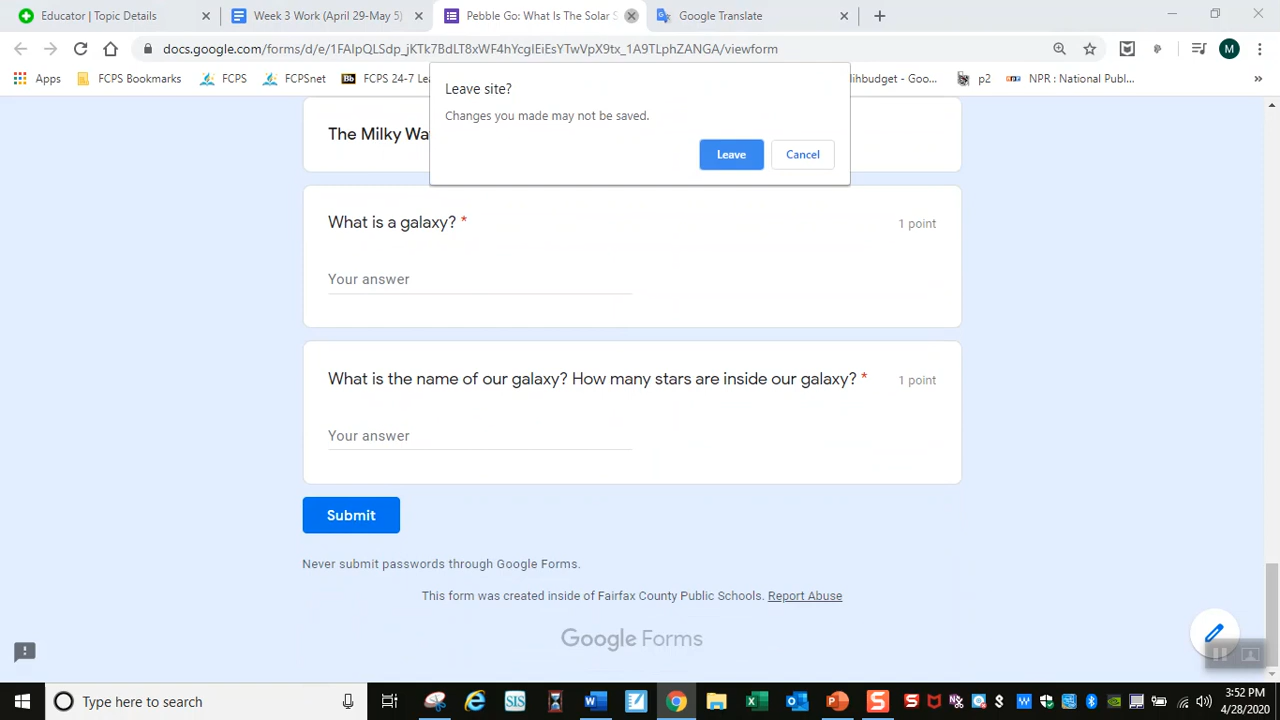 Educator | Topic Details
Week 3 Work (April 29-May 5)
Pebble Go: What Is The Solar S
Google Translate
docs.google.com/forms/d/e/1FAIpQLSdp_jKTk7BdLT8xWF4hYcgIEiEsYTwVpX9tx_1A9TLphZANGA/viewform
M
Apps
FCPS Bookmarks
FCPS
FCPSnet
Bb
FCPS 24-7 Le
lihbudget - Goo...
p2
NPR : National Publ...
Leave site?
Changes you made may not be saved.
Leave
Cancel
The Milky Wa
What is a galaxy? *
1 point
Your answer
What is the name of our galaxy? How many stars are inside our galaxy? *
1 point
Your answer
Submit
Never submit passwords through Google Forms.
This form was created inside of Fairfax County Public Schools. Report Abuse
Google Forms
Type here to search
SIS
3:52 PM
4/28/2020